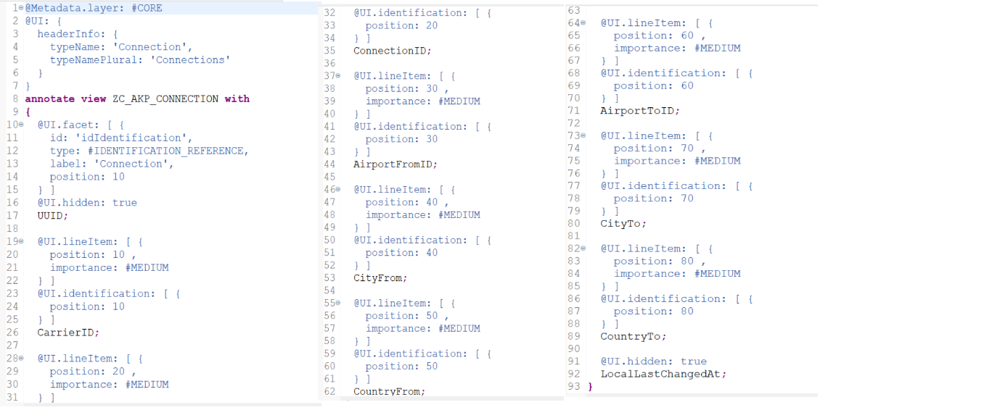 1 @Metadata.layer: #CORE
2 @UI: {
3 headerInfo: {
4 typeName: 'Connection',
5 typeNamePlural: 'Connections'
6 }
7 }
8 annotate view ZC_AKP_CONNECTION with
9 {
10 @UI.facet: [ {
11 id: 'idIdentification',
12 type: #IDENTIFICATION_REFERENCE,
13 label: 'Connection',
14 position: 10
15 } ]
16 @UI.hidden: true
17 UUID;
18
19 @UI.lineItem: [ {
20 position: 10 ,
21 importance: #MEDIUM
22 } ]
23 @UI.identification: [ {
24 position: 10
25 } ]
26 CarrierID;
27
28 @UI.lineItem: [ {
29 position: 20 ,
30 importance: #MEDIUM
31 } ]
32 @UI.identification: [ {
33 position: 20
34 } ]
35 ConnectionID;
36
37 @UI.lineItem: [ {
38 position: 30 ,
39 importance: #MEDIUM
40 } ]
41 @UI.identification: [ {
42 position: 30
43 } ]
44 AirportFromID;
45
46 @UI.lineItem: [ {
47 position: 40 ,
48 importance: #MEDIUM
49 } ]
50 @UI.identification: [ {
51 position: 40
52 } ]
53 CityFrom;
54
55 @UI.lineItem: [ {
56 position: 50 ,
57 importance: #MEDIUM
58 } ]
59 @UI.identification: [ {
60 position: 50
61 } ]
62 CountryFrom;
63
64 @UI.lineItem: [ {
65 position: 60 ,
66 importance: #MEDIUM
67 } ]
68 @UI.identification: [ {
69 position: 60
70 } ]
71 AirportToID;
72
73 @UI.lineItem: [ {
74 position: 70 ,
75 importance: #MEDIUM
76 } ]
77 @UI.identification: [ {
78 position: 70
79 } ]
80 CityTo;
81
82 @UI.lineItem: [ {
83 position: 80 ,
84 importance: #MEDIUM
85 } ]
86 @UI.identification: [ {
87 position: 80
88 } ]
89 CountryTo;
90
91 @UI.hidden: true
92 LocalLastChangedAt;
93 }